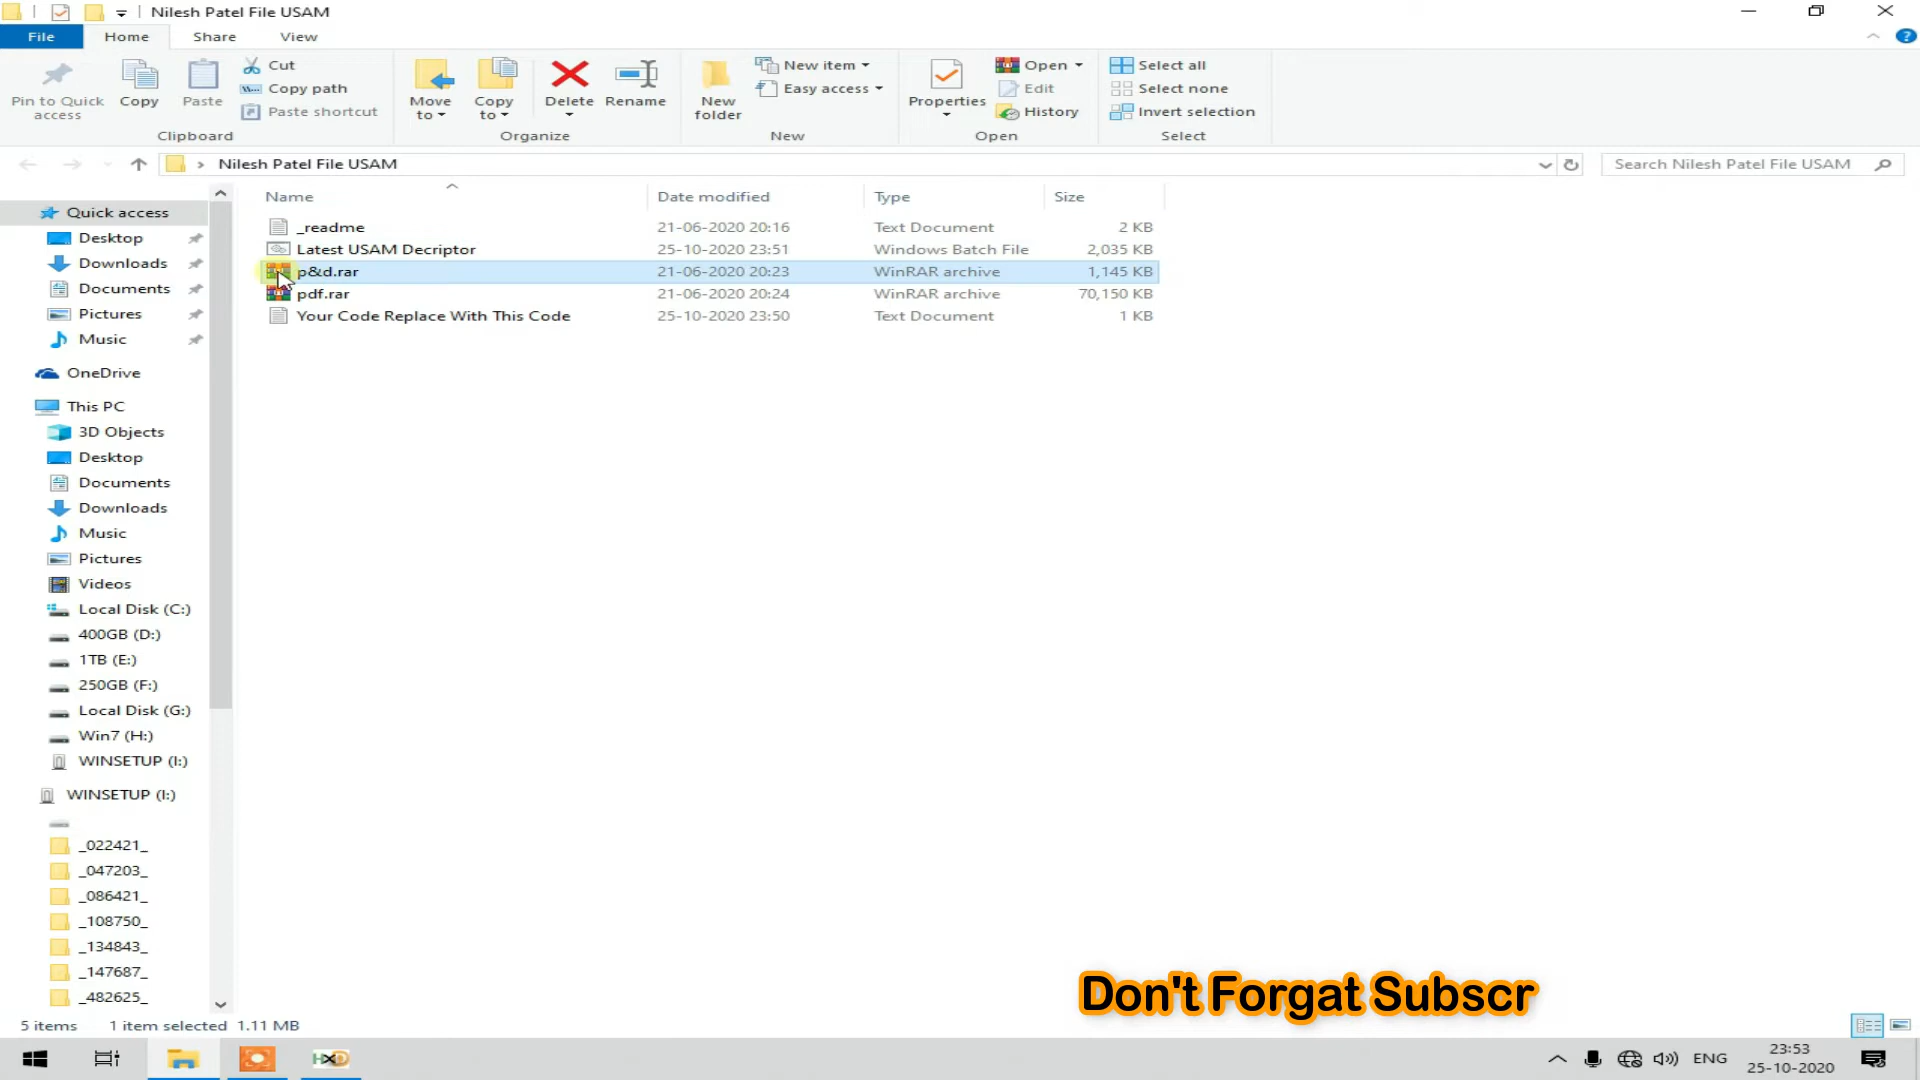 Nilesh Patel File USAM
File Home Share View
Pin to Quick access
Copy
Paste
Cut
Copy path
Paste shortcut
Clipboard
Move to
Copy to
Delete
Rename
Organize
New folder
New item
Easy access
New
Properties
Open
Edit
History
Open
Select all
Select none
Invert selection
Select
Nilesh Patel File USAM
Search Nilesh Patel File USAM
Name Date modified Type Size
_readme 21-06-2020 20:16 Text Document 2 KB
Latest USAM Decriptor 25-10-2020 23:51 Windows Batch File 2,035 KB
p&d.rar 21-06-2020 20:23 WinRAR archive 1,145 KB
pdf.rar 21-06-2020 20:24 WinRAR archive 70,150 KB
Your Code Replace With This Code 25-10-2020 23:50 Text Document 1 KB
Quick access
Desktop
Downloads
Documents
Pictures
Music
OneDrive
This PC
3D Objects
Desktop
Documents
Downloads
Music
Pictures
Videos
Local Disk (C:)
400GB (D:)
1TB (E:)
250GB (F:)
Local Disk (G:)
Win7 (H:)
WINSETUP (I:)
WINSETUP (I:)
_022421_
_047203_
_086421_
_108750_
_134843_
_147687_
_482625_
Don't Forgat Subscr
5 items 1 item selected 1.11 MB
HXD
ENG
23:53
25-10-2020